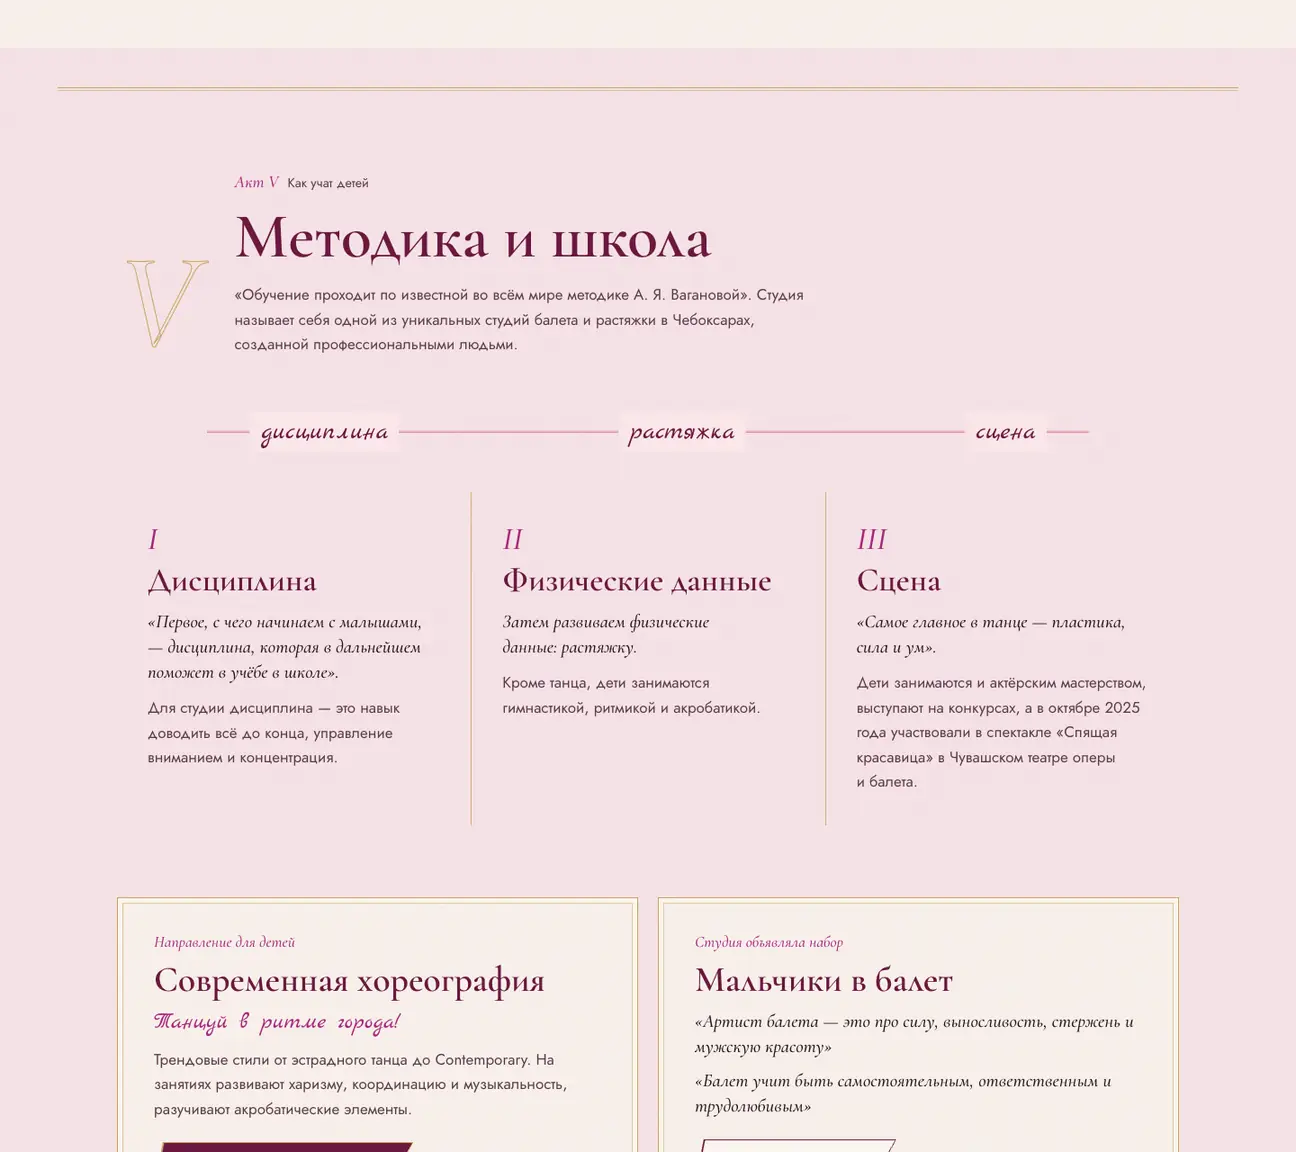 Акт V Как учат детей
Методика и школа
V
«Обучение проходит по известной во всём мире методике А. Я. Вагановой». Студия
называет себя одной из уникальных студий балета и растяжки в Чебоксарах,
созданной профессиональными людьми.
дисциплина растяжка сцена
I
Дисциплина
«Первое, с чего начинаем с малышами,
— дисциплина, которая в дальнейшем
поможет в учёбе в школе».
Для студии дисциплина — это навык
доводить всё до конца, управление
вниманием и концентрация.
II
Физические данные
Затем развиваем физические
данные: растяжку.
Кроме танца, дети занимаются
гимнастикой, ритмикой и акробатикой.
III
Сцена
«Самое главное в танце — пластика,
сила и ум».
Дети занимаются и актёрским мастерством,
выступают на конкурсах, а в октябре 2025
года участвовали в спектакле «Спящая
красавица» в Чувашском театре оперы
и балета.
Направление для детей
Современная хореография
Танцуй в ритме города!
Трендовые стили от эстрадного танца до Contemporary. На
занятиях развивают харизму, координацию и музыкальность,
разучивают акробатические элементы.
Студия объявляла набор
Мальчики в балет
«Артист балета — это про силу, выносливость, стержень и
мужскую красоту»
«Балет учит быть самостоятельным, ответственным и
трудолюбивым»